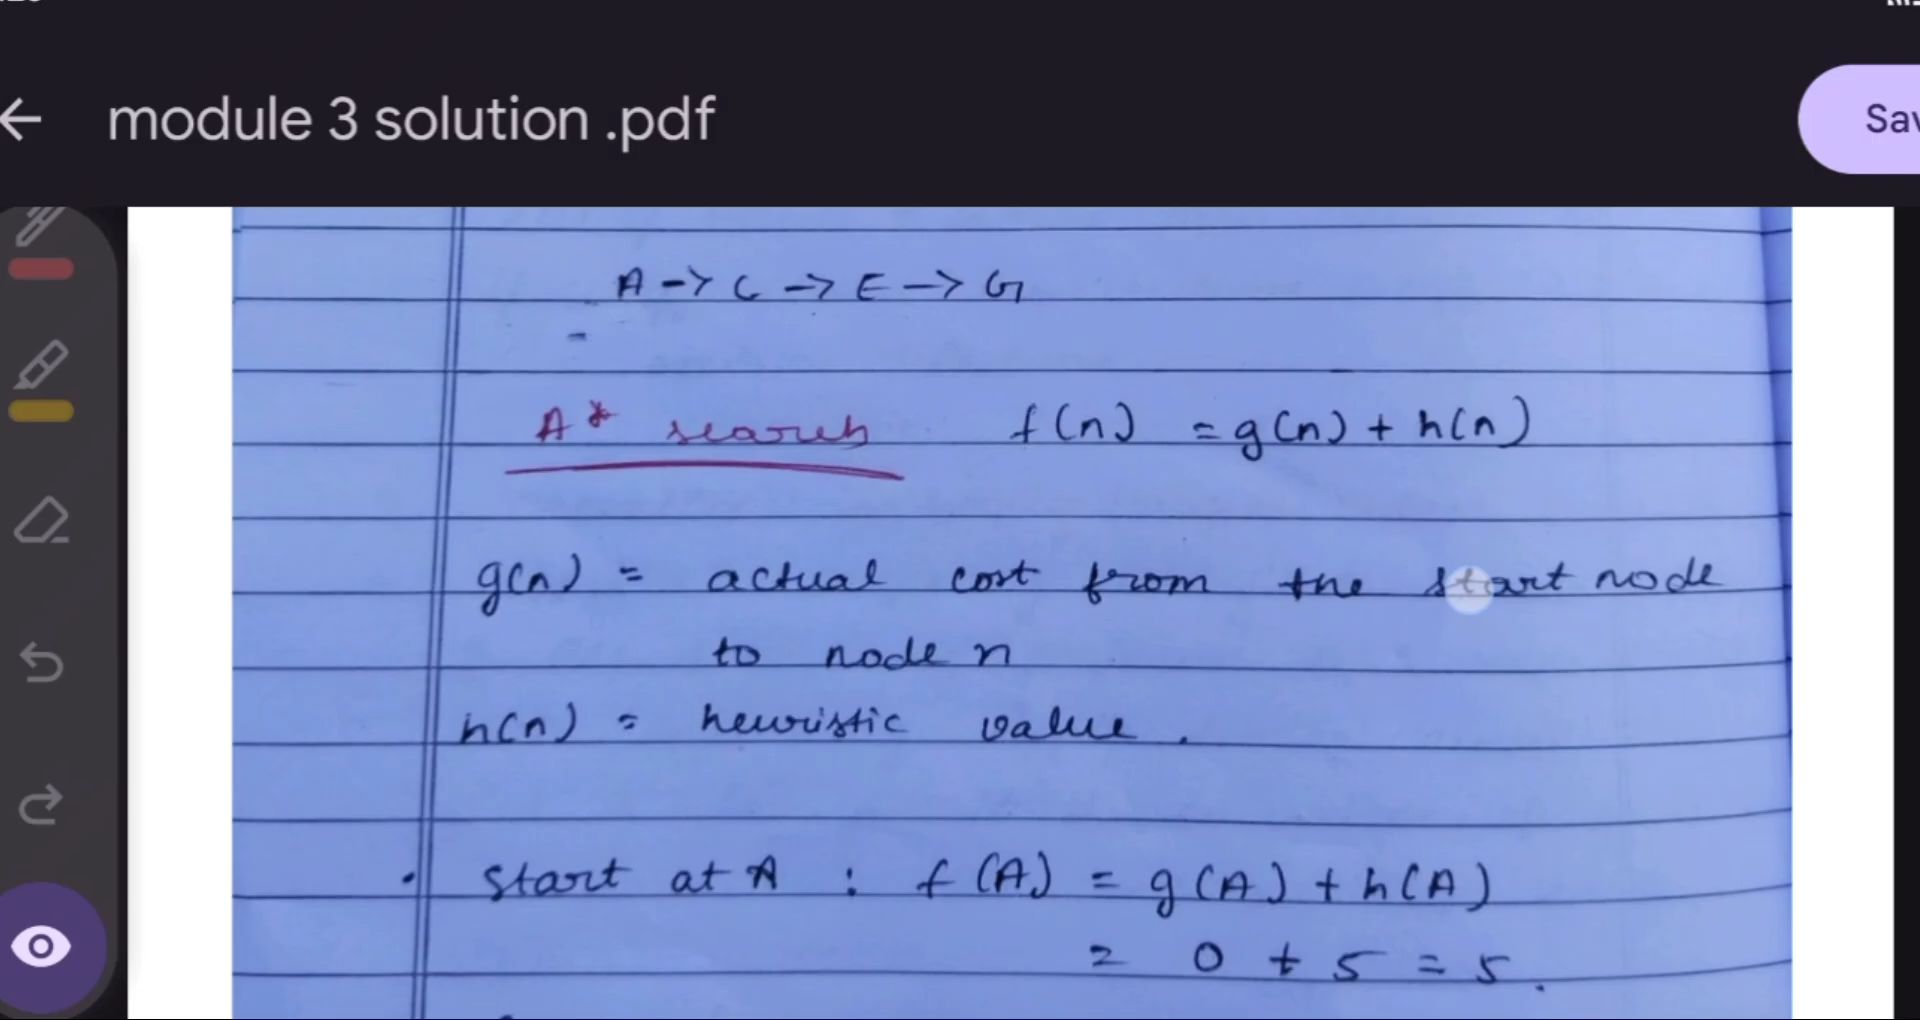 module 3 solution .pdf
Sav
A -> C -> E -> G
A* search f(n) = g(n) + h(n)
g(n) = actual cost from the start node
to node n
h(n) = heuristic value.
• start at A : f(A) = g(A) + h(A)
= 0 + 5 = 5.